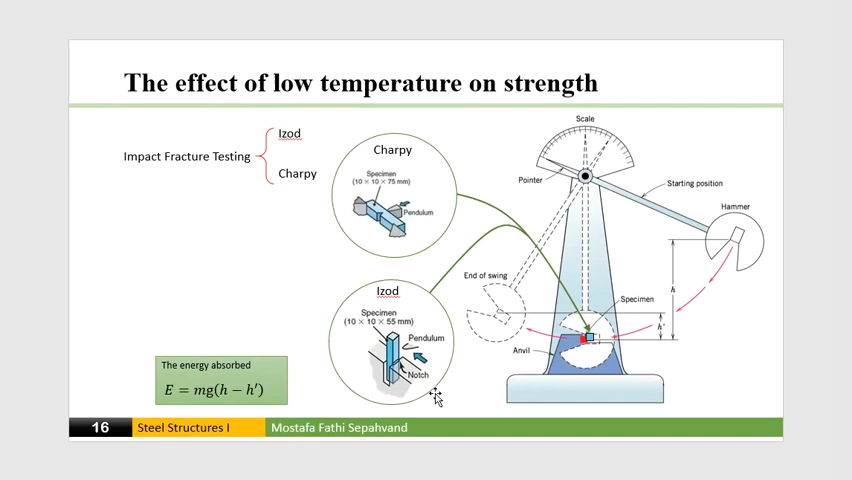 The effect of low temperature on strength
Impact Fracture Testing
Izod
Charpy
Charpy
Specimen
(10 × 10 × 75 mm)
Pendulum
Izod
Specimen
(10 × 10 × 55 mm)
Pendulum
Notch
Scale
Pointer
Starting position
Hammer
End of swing
Specimen
h
h'
Anvil
The energy absorbed
E = mg(h − h′)
16
Steel Structures I
Mostafa Fathi Sepahvand